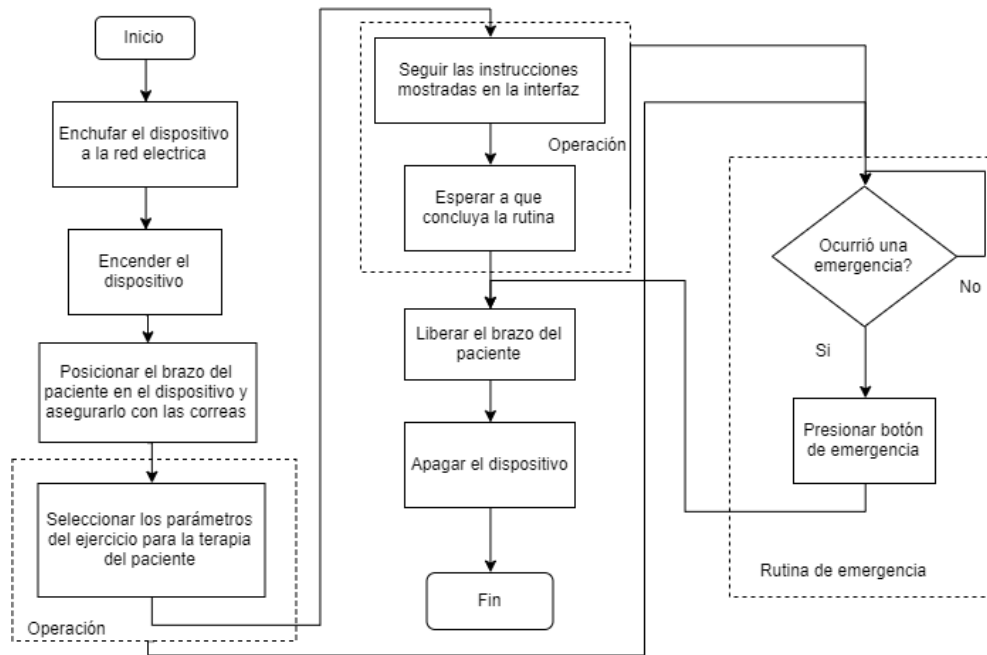 Inicio
Enchufar el dispositivo
a la red electrica
Encender el
dispositivo
Posicionar el brazo del
paciente en el dispositivo y
asegurarlo con las correas
Seleccionar los parámetros
del ejercicio para la terapia
del paciente
Operación
Seguir las instrucciones
mostradas en la interfaz
Operación
Esperar a que
concluya la rutina
Liberar el brazo del
paciente
Apagar el dispositivo
Fin
Ocurrió una
emergencia?
No
Si
Presionar botón
de emergencia
Rutina de emergencia